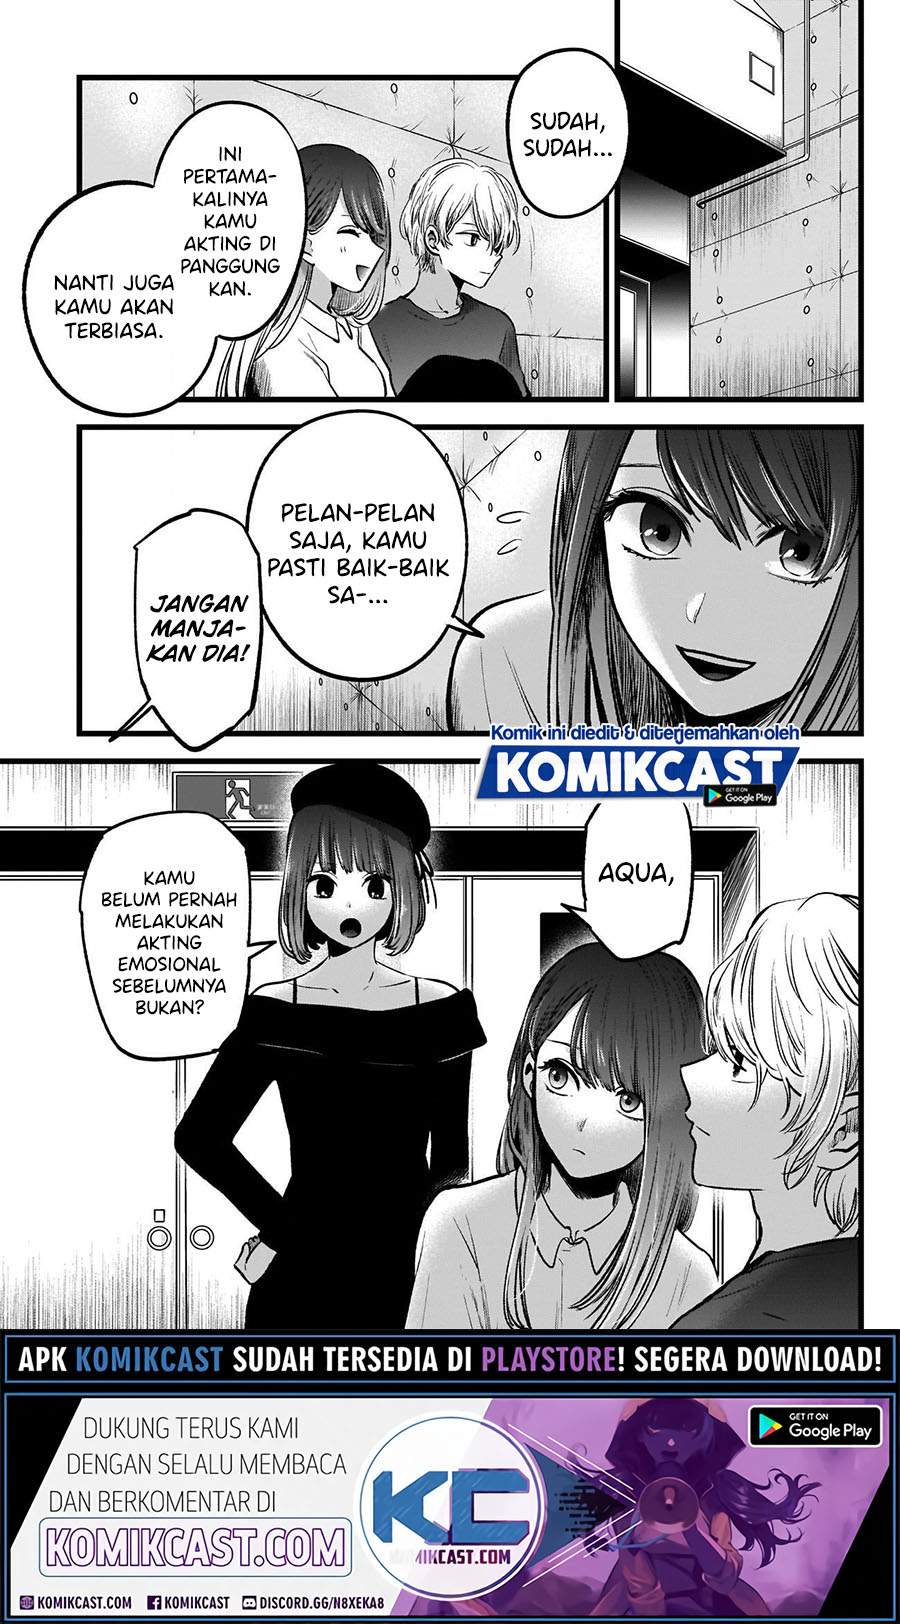 SUDAH,
SUDAH...
INI
PERTAMA-
KALINYA
KAMU
AKTING DI
PANGGUNG
KAN.
NANTI JUGA
KAMU AKAN
TERBIASA.
PELAN-PELAN
SAJA, KAMU
PASTI BAIK-BAIK
SA-...
JANGAN
MANJA-
KAN DIA!
Komik ini diedit & diterjemahkan oleh
KOMIKCAST
GET IT ON
Google Play
AQUA,
KAMU
BELUM PERNAH
MELAKUKAN
AKTING
EMOSIONAL
SEBELUMNYA
BUKAN?
APK KOMIKCAST SUDAH TERSEDIA DI PLAYSTORE! SEGERA DOWNLOAD!
DUKUNG TERUS KAMI
DENGAN SELALU MEMBACA
DAN BERKOMENTAR DI
KOMIKCAST.COM
KC
KOMIKCAST.COM
GET IT ON
Google Play
KOMIKCAST.COM
KOMIKCAST
DISCORD.GG/N8XEKA8